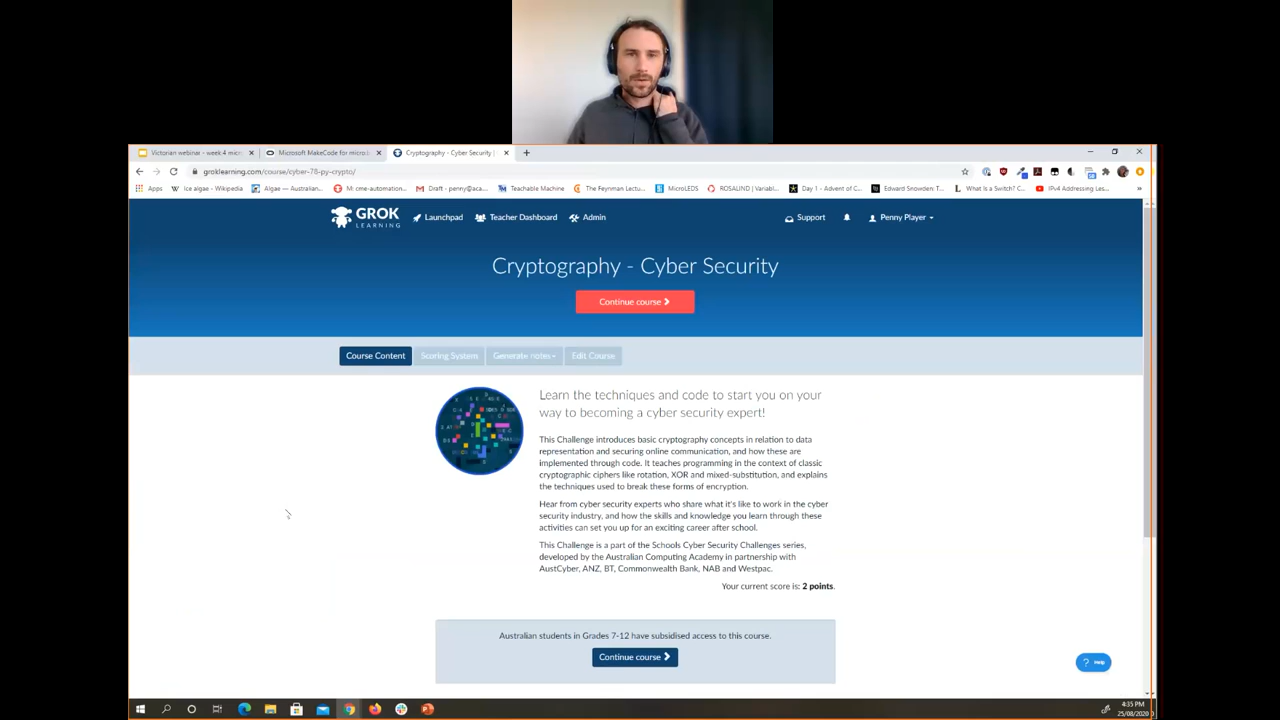 Victorian webinar - week 4 micr
Microsoft MakeCode for micro:b
Cryptography - Cyber Security
groklearning.com/course/cyber-78-py-crypto/
Apps
Ice algae - Wikipedia
Algae — Australian...
M: cme-automation...
Draft - penny@aca...
Teachable Machine
The Feynman Lectu...
MicroLEDS
ROSALIND | Variabl...
Day 1 - Advent of C...
Edward Snowden: T...
What Is a Switch? C...
IPv4 Addressing Les...
GROK
LEARNING
Launchpad
Teacher Dashboard
Admin
Support
Penny Player
Cryptography - Cyber Security
Continue course
Course Content
Scoring System
Generate notes
Edit Course
Learn the techniques and code to start you on your
way to becoming a cyber security expert!
This Challenge introduces basic cryptography concepts in relation to data
representation and securing online communication, and how these are
implemented through code. It teaches programming in the context of classic
cryptographic ciphers like rotation, XOR and mixed-substitution, and explains
the techniques used to break these forms of encryption.
Hear from cyber security experts who share what it's like to work in the cyber
security industry, and how the skills and knowledge you learn through these
activities can set you up for an exciting career after school.
This Challenge is a part of the Schools Cyber Security Challenges series,
developed by the Australian Computing Academy in partnership with
AustCyber, ANZ, BT, Commonwealth Bank, NAB and Westpac.
Your current score is: 2 points.
Australian students in Grades 7-12 have subsidised access to this course.
Continue course
? Help
4:35 PM
25/08/2020